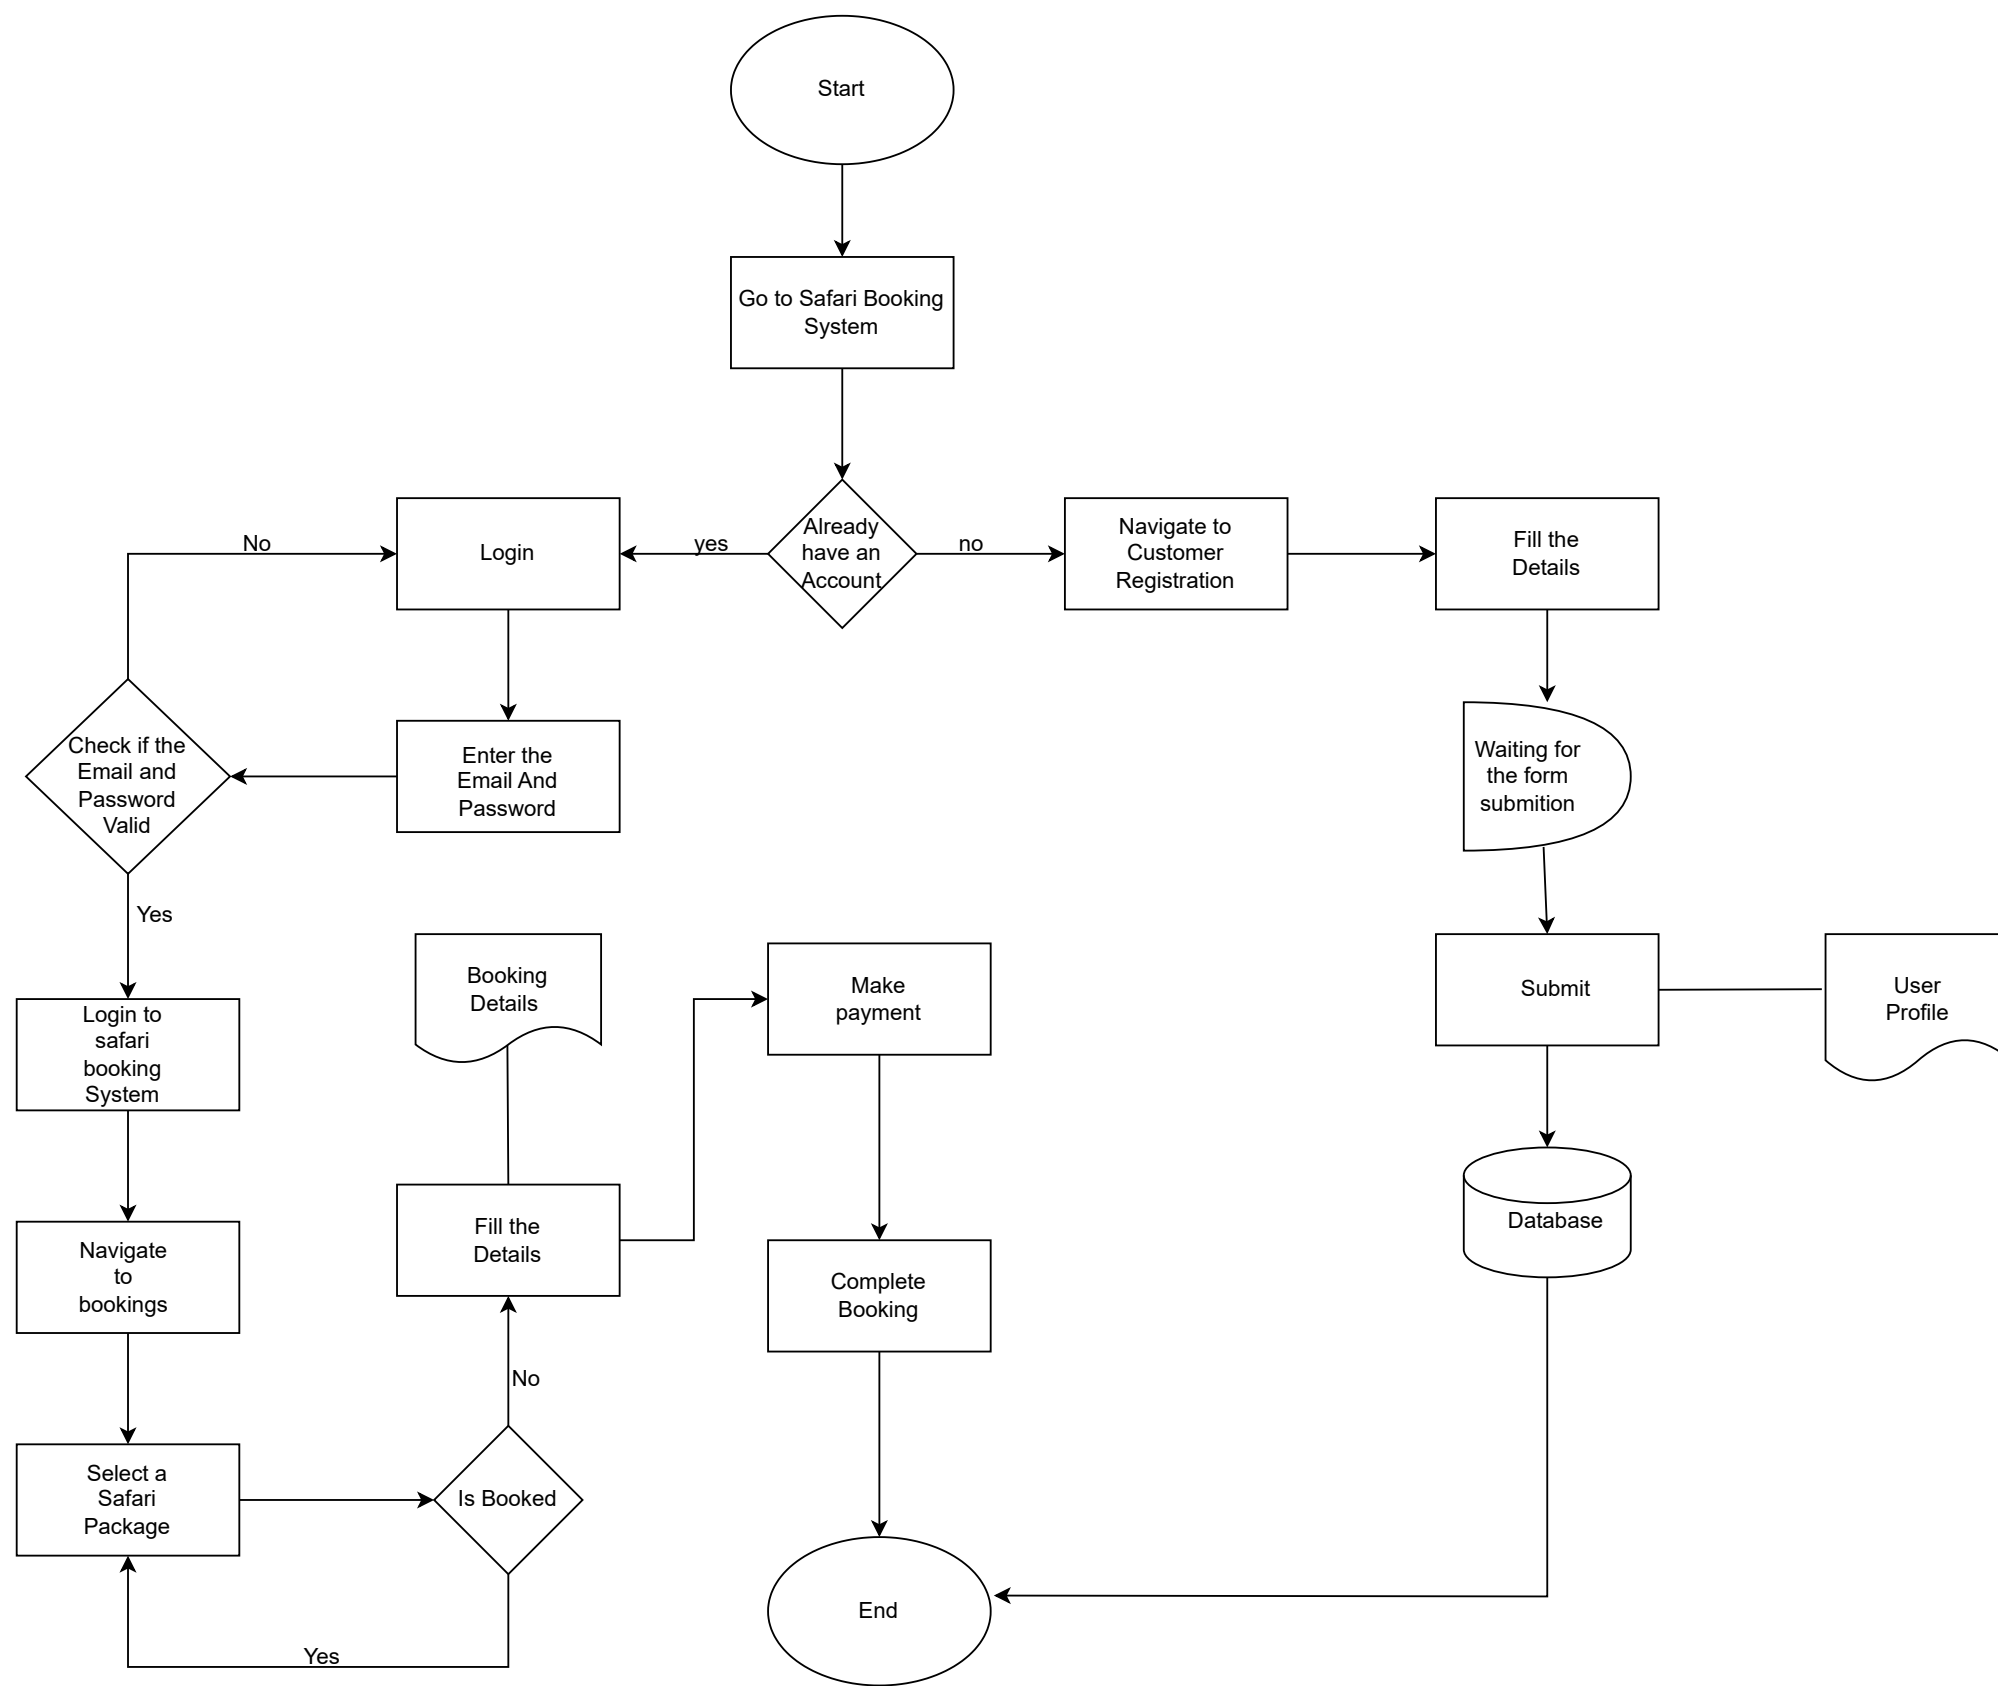 Start
Go to Safari Booking
System
Already
have an
Account
yes
no
Login
No
Navigate to
Customer
Registration
Fill the
Details
Check if the
Email and
Password
Valid
Enter the
Email And
Password
Waiting for
the form
submition
Yes
Booking
Details
Make
payment
Submit
User
Profile
Login to
safari
booking
System
Navigate
to
bookings
Fill the
Details
Complete
Booking
Database
No
Select a
Safari
Package
Is Booked
Yes
End